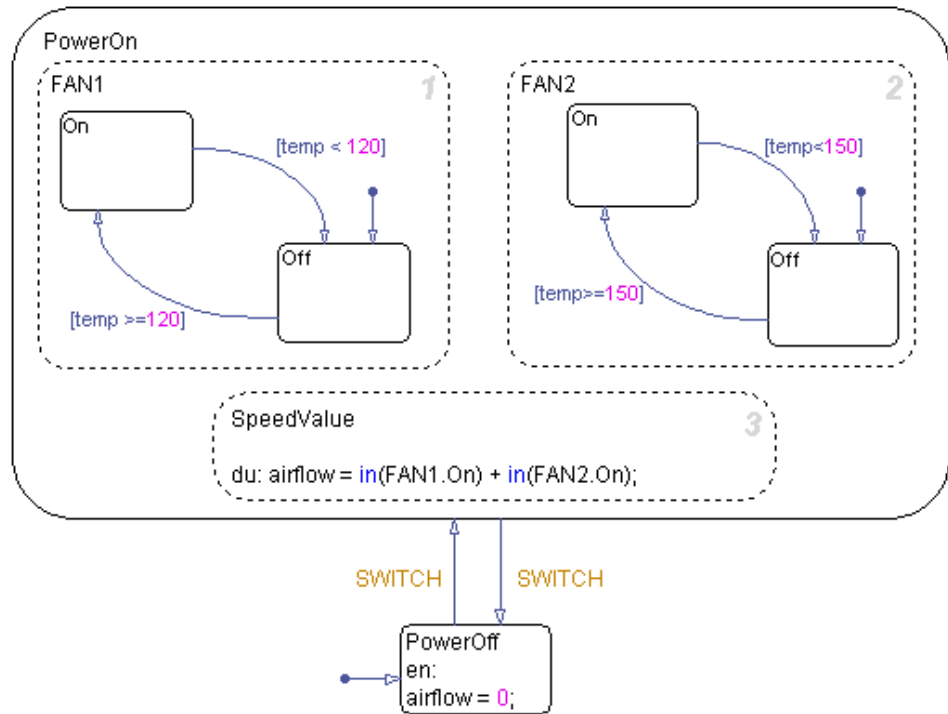 PowerOn
FAN1
1
On
[temp < 120]
Off
[temp >=120]
FAN2
2
On
[temp<150]
Off
[temp>=150]
SpeedValue
3
du: airflow = in(FAN1.On) + in(FAN2.On);
SWITCH
SWITCH
PowerOff
en:
airflow = 0;